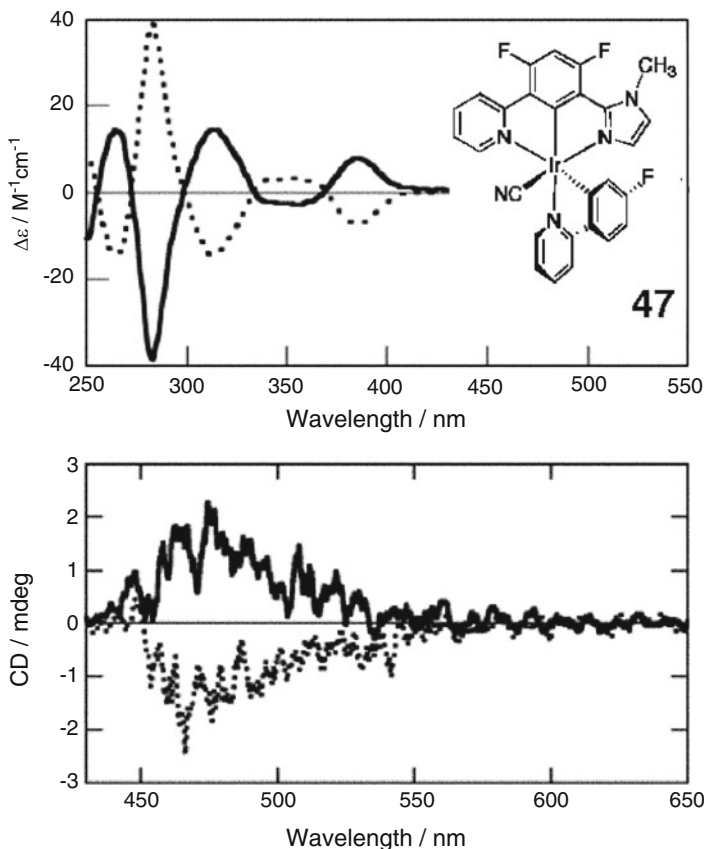 40
20
0
-20
-40
Δε / M⁻¹cm⁻¹
250 300 350 400 450 500 550
Wavelength / nm
F F
CH₃
N
N N
Ir
NC
F
N
47
3
2
1
0
-1
-2
-3
CD / mdeg
450 500 550 600 650
Wavelength / nm